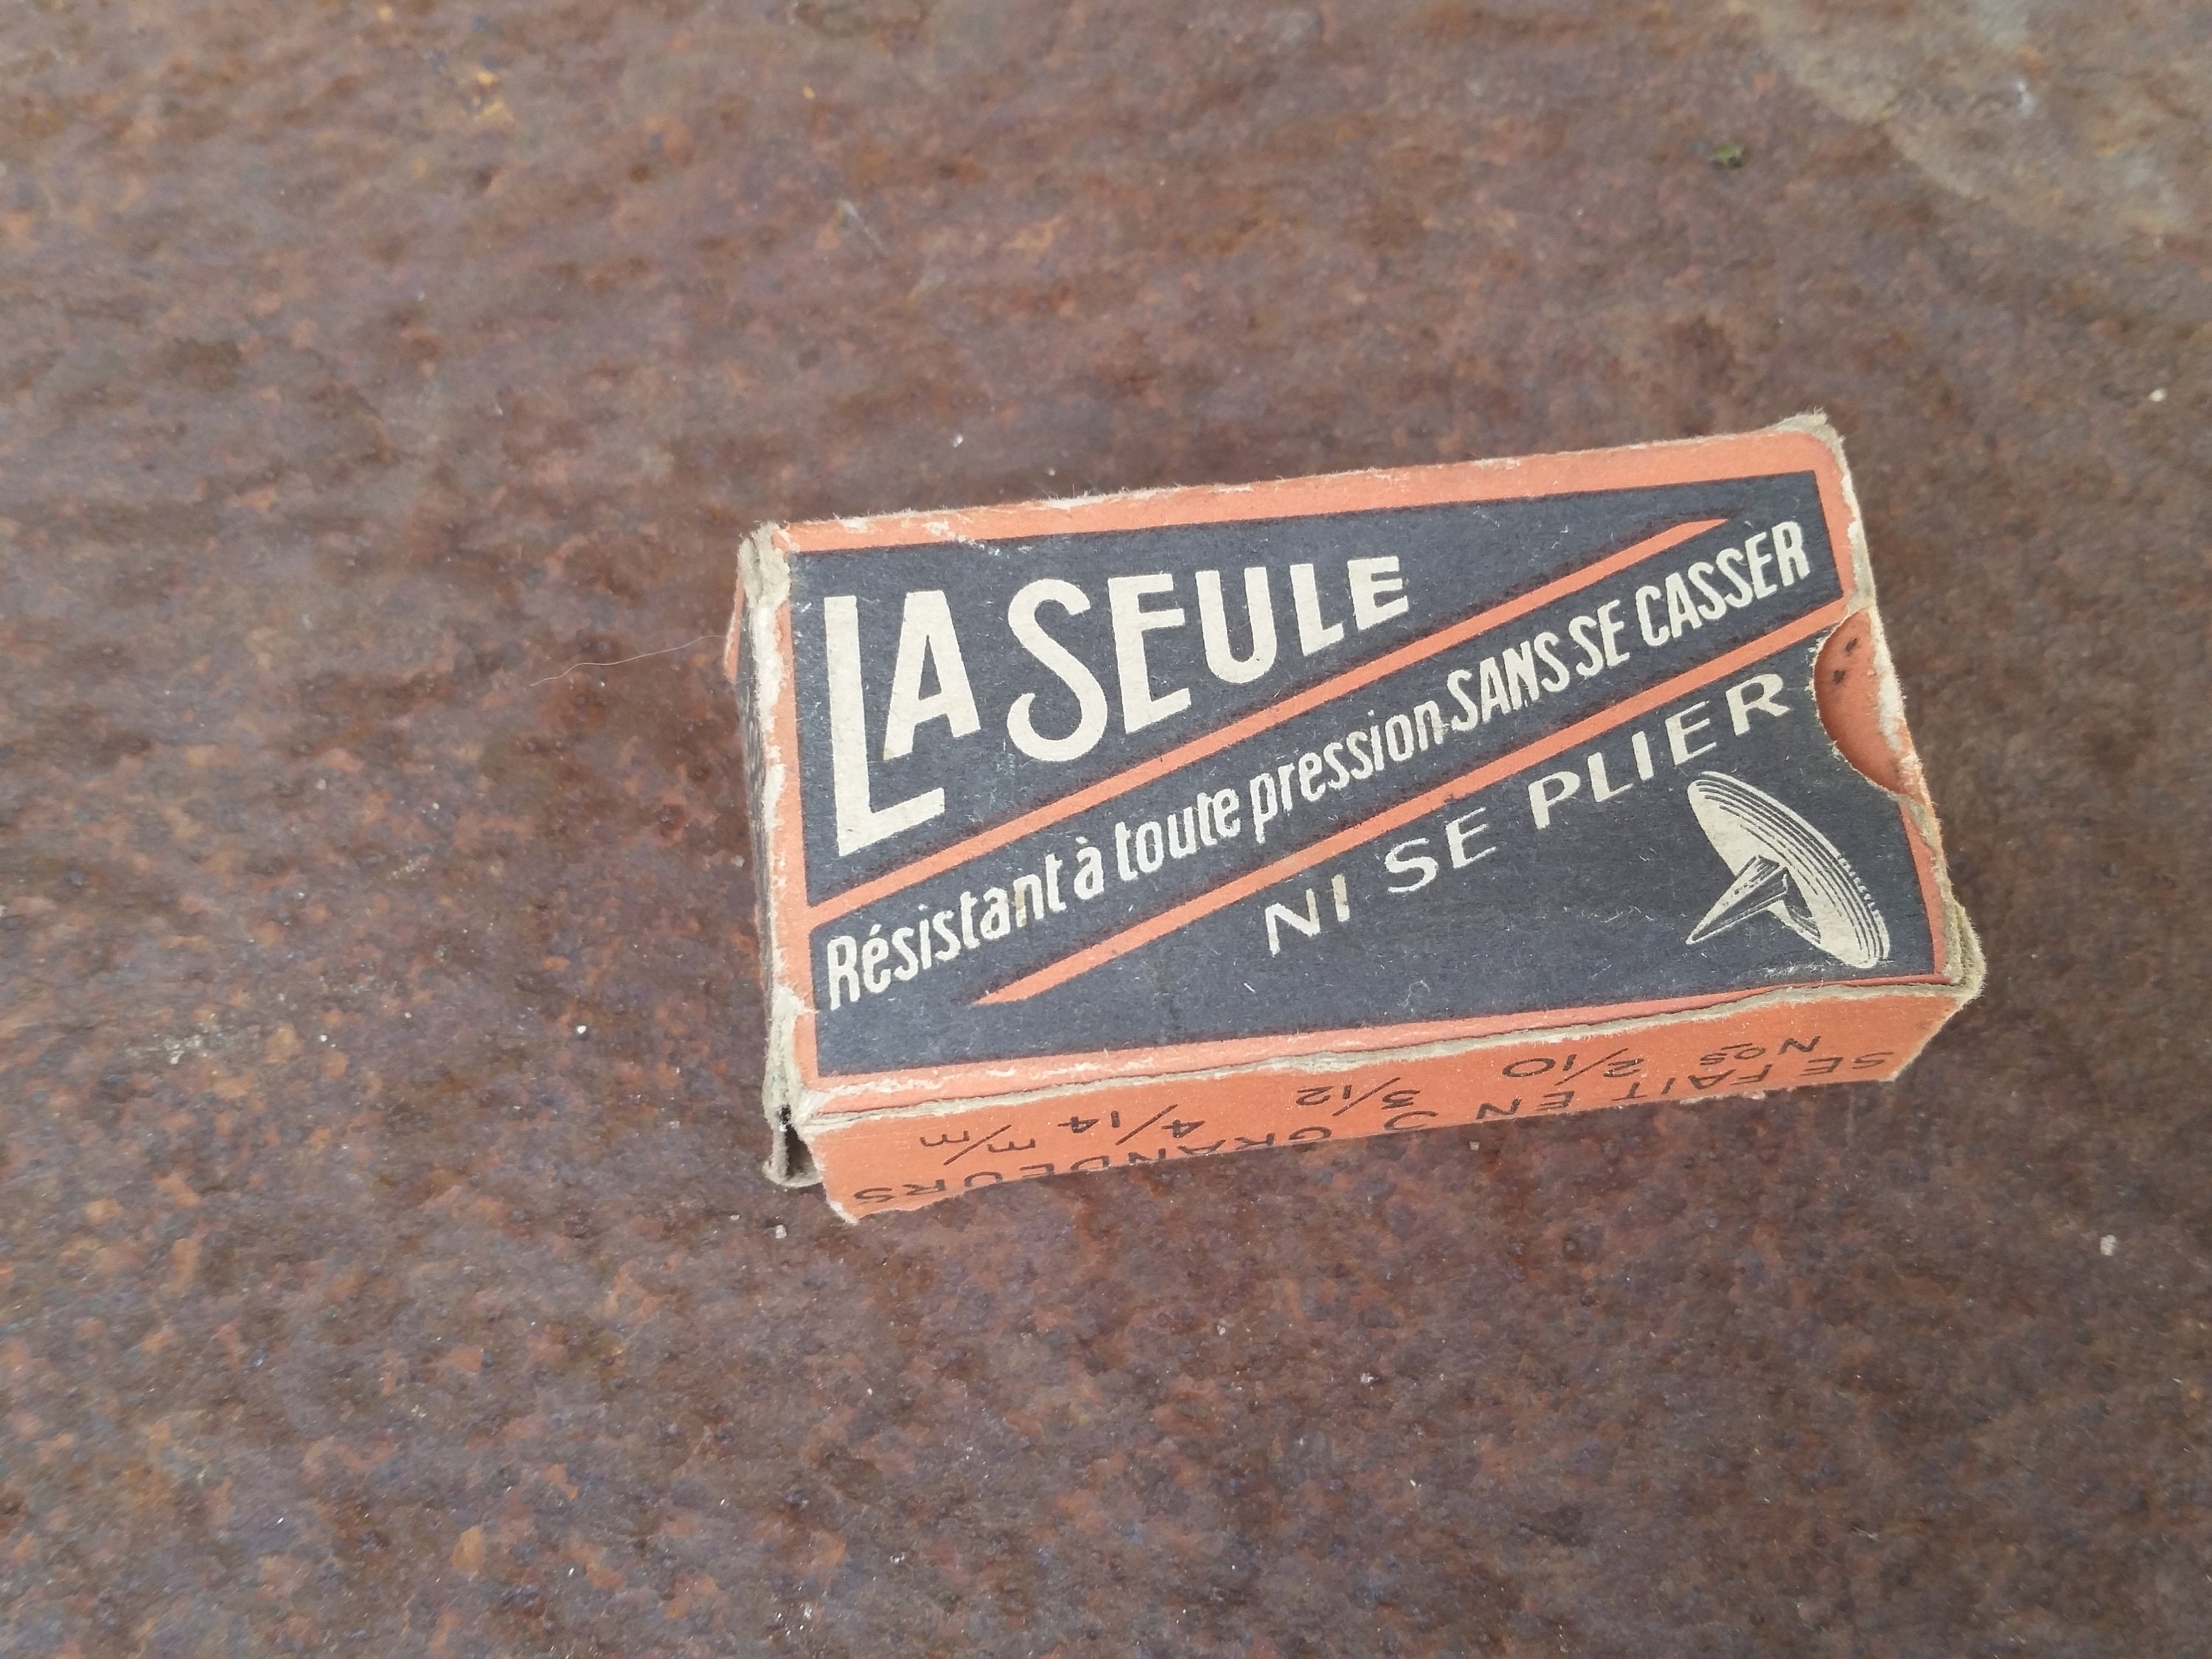 LA SEULE
Résistant à toute pression SANS SE CASSER
NI SE PLIER
SE FAIT EN 3 GRANDEURS
Nos 2/10 3/12 4/14 m/m